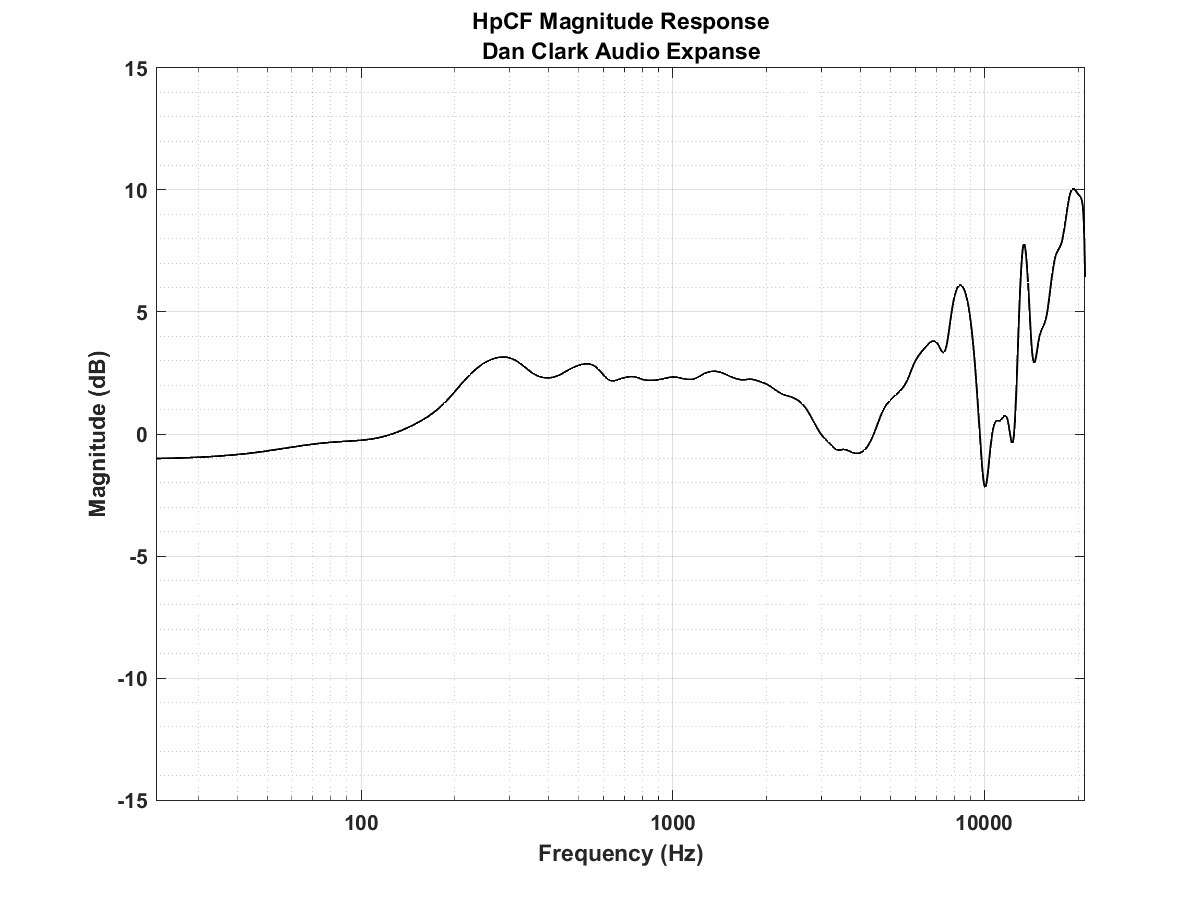 HpCF Magnitude Response
Dan Clark Audio Expanse
15
10
5
0
-5
-10
-15
Magnitude (dB)
100
1000
10000
Frequency (Hz)